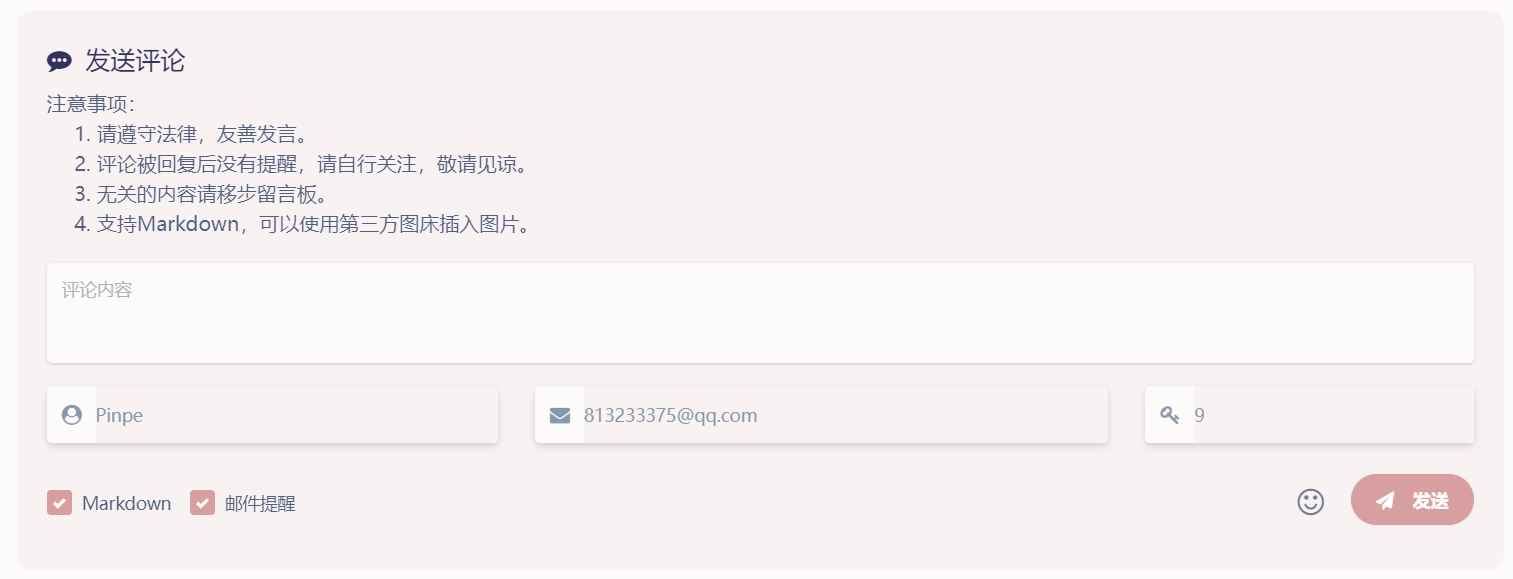 发送评论
注意事项：
1. 请遵守法律，友善发言。
2. 评论被回复后没有提醒，请自行关注，敬请见谅。
3. 无关的内容请移步留言板。
4. 支持Markdown，可以使用第三方图床插入图片。
评论内容
Pinpe 813233375@qq.com 9
Markdown 邮件提醒 发送